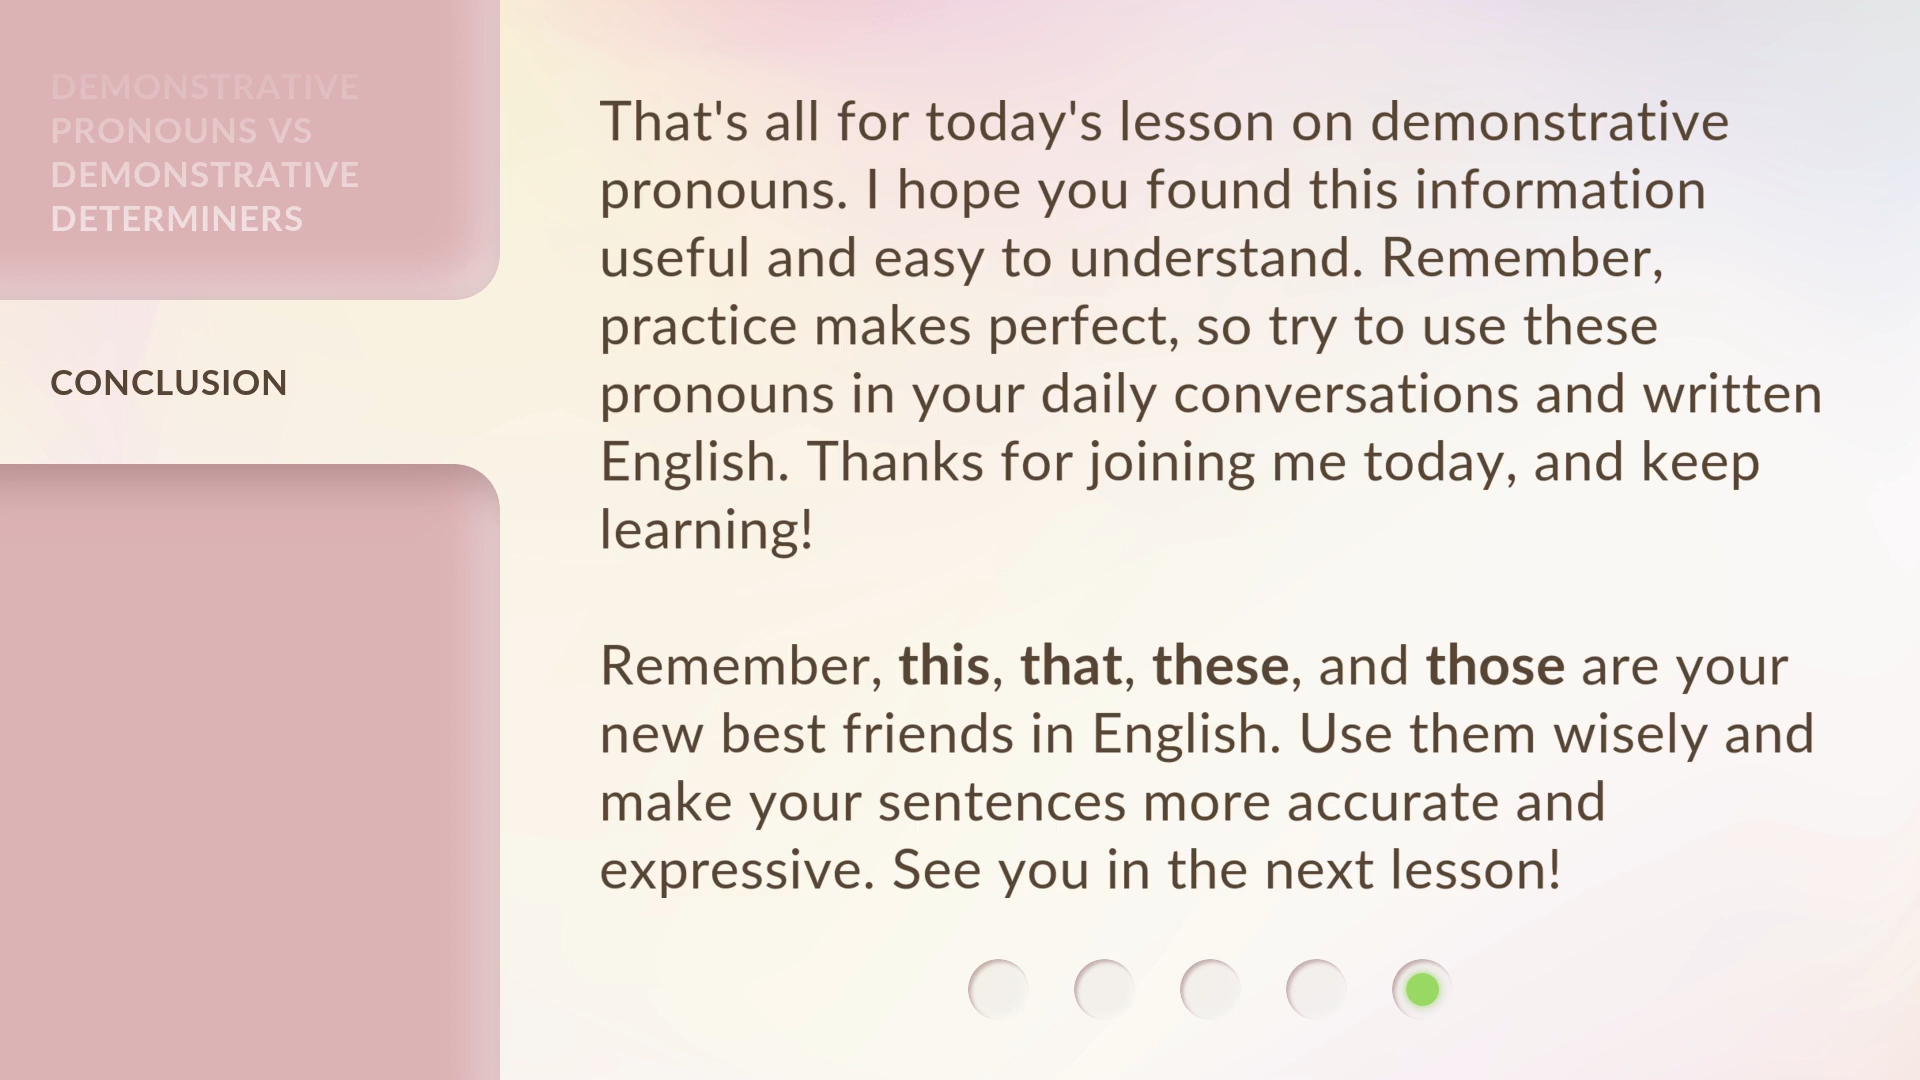 DEMONSTRATIVE
PRONOUNS VS
DEMONSTRATIVE
DETERMINERS
CONCLUSION
That's all for today's lesson on demonstrative
pronouns. I hope you found this information
useful and easy to understand. Remember,
practice makes perfect, so try to use these
pronouns in your daily conversations and written
English. Thanks for joining me today, and keep
learning!
Remember, this, that, these, and those are your
new best friends in English. Use them wisely and
make your sentences more accurate and
expressive. See you in the next lesson!